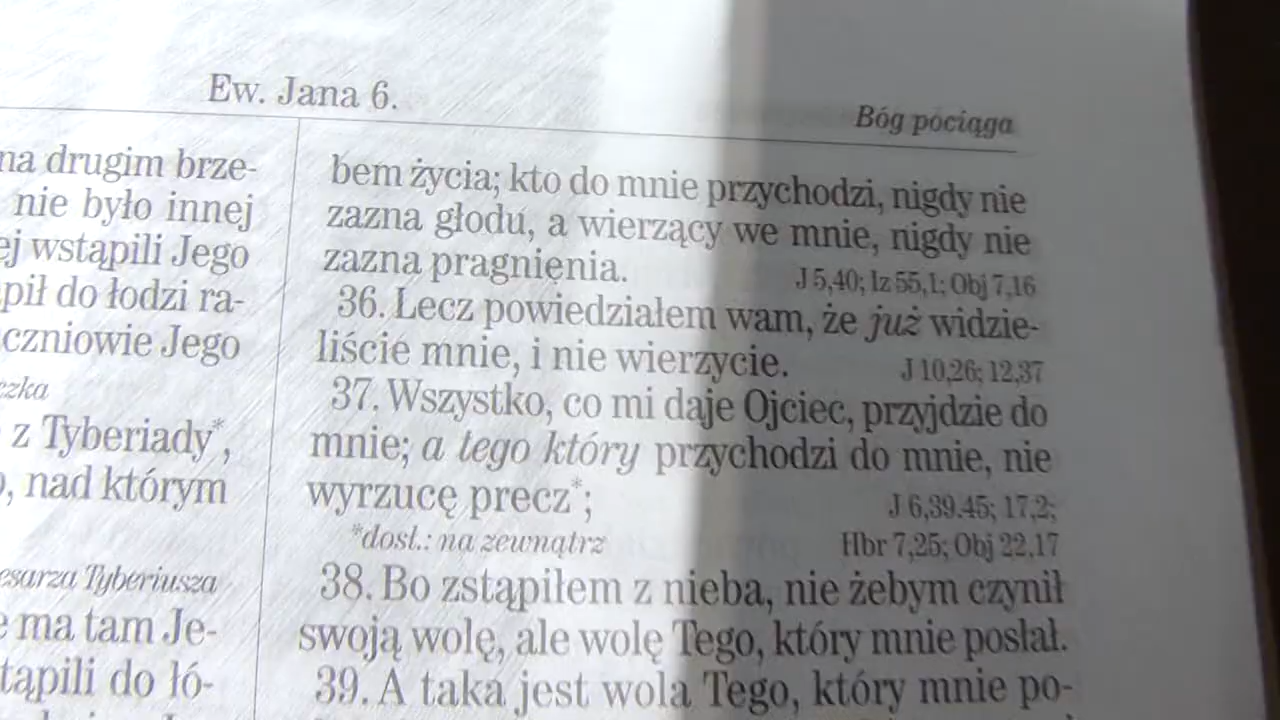 Ew. Jana 6.
Bóg pociąga
na drugim brze-
nie było innej
ej wstąpili Jego
pił do łodzi ra-
czniowie Jego
zka
z Tyberiady*,
o, nad którym
esarza Tyberiusza
e ma tam Je-
tąpili do łó-
bem życia; kto do mnie przychodzi, nigdy nie
zazna głodu, a wierzący we mnie, nigdy nie
zazna pragnienia. J 5,40; Iz 55,1; Obj 7,16
36. Lecz powiedziałem wam, że już widzie-
liście mnie, i nie wierzycie. J 10,26; 12,37
37. Wszystko, co mi daje Ojciec, przyjdzie do
mnie; a tego który przychodzi do mnie, nie
wyrzucę precz*; J 6,39.45; 17,2;
*dosł.: na zewnątrz Hbr 7,25; Obj 22,17
38. Bo zstąpiłem z nieba, nie żebym czynił
swoją wolę, ale wolę Tego, który mnie posłał.
39. A taka jest wola Tego, który mnie po-